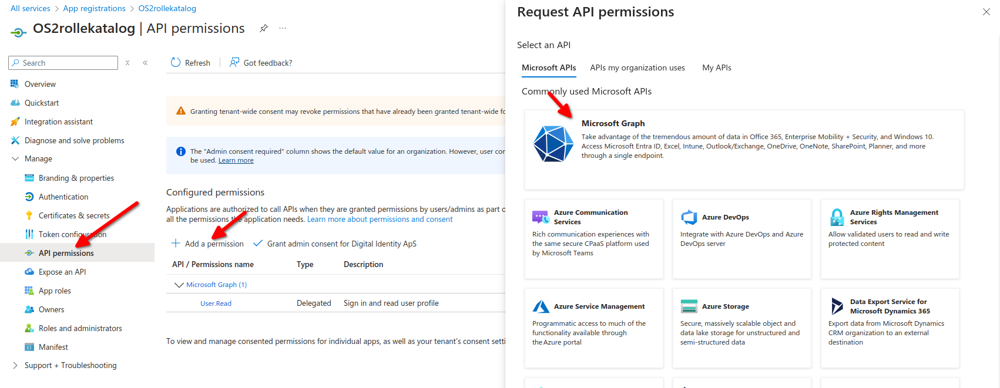 All services > App registrations > OS2rollekatalog
OS2rollekatalog | API permissions
Search
Overview
Quickstart
Integration assistant
Diagnose and solve problems
Manage
Branding & properties
Authentication
Certificates & secrets
Token configuration
API permissions
Expose an API
App roles
Owners
Roles and administrators
Manifest
Support + Troubleshooting
Refresh
Got feedback?
Granting tenant-wide consent may revoke permissions that have already been granted tenant-wide fo
The "Admin consent required" column shows the default value for an organization. However, user con
be used. Learn more
Configured permissions
Applications are authorized to call APIs when they are granted permissions by users/admins as part o
all the permissions the application needs. Learn more about permissions and consent
Add a permission
Grant admin consent for Digital Identity ApS
API / Permissions name Type Description
Microsoft Graph (1)
User.Read Delegated Sign in and read user profile
To view and manage consented permissions for individual apps, as well as your tenant's consent setti
Request API permissions
Select an API
Microsoft APIs APIs my organization uses My APIs
Commonly used Microsoft APIs
Microsoft Graph
Take advantage of the tremendous amount of data in Office 365, Enterprise Mobility + Security, and Windows 10.
Access Microsoft Entra ID, Excel, Intune, Outlook/Exchange, OneDrive, OneNote, SharePoint, Planner, and more
through a single endpoint.
Azure Communication
Services
Rich communication experiences with
the same secure CPaaS platform used
by Microsoft Teams
Azure DevOps
Integrate with Azure DevOps and Azure
DevOps server
Azure Rights Management
Services
Allow validated users to read and write
protected content
Azure Service Management
Programmatic access to much of the
functionality available through
the Azure portal
Azure Storage
Secure, massively scalable object and
data lake storage for unstructured and
semi-structured data
Data Export Service for
Microsoft Dynamics 365
Export data from Microsoft Dynamics
CRM organization to an external
destination